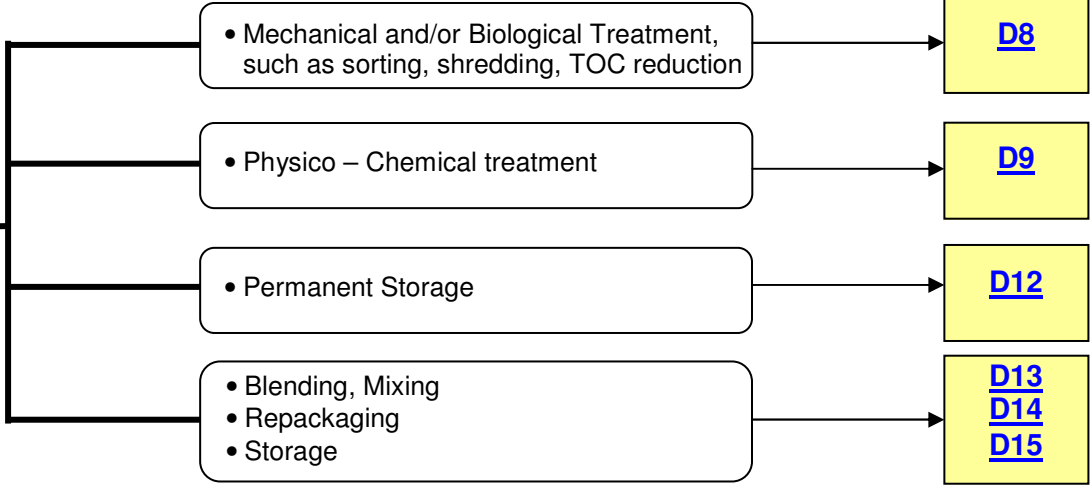 • Mechanical and/or Biological Treatment,
such as sorting, shredding, TOC reduction
D8
• Physico – Chemical treatment
D9
• Permanent Storage
D12
• Blending, Mixing
• Repackaging
• Storage
D13
D14
D15